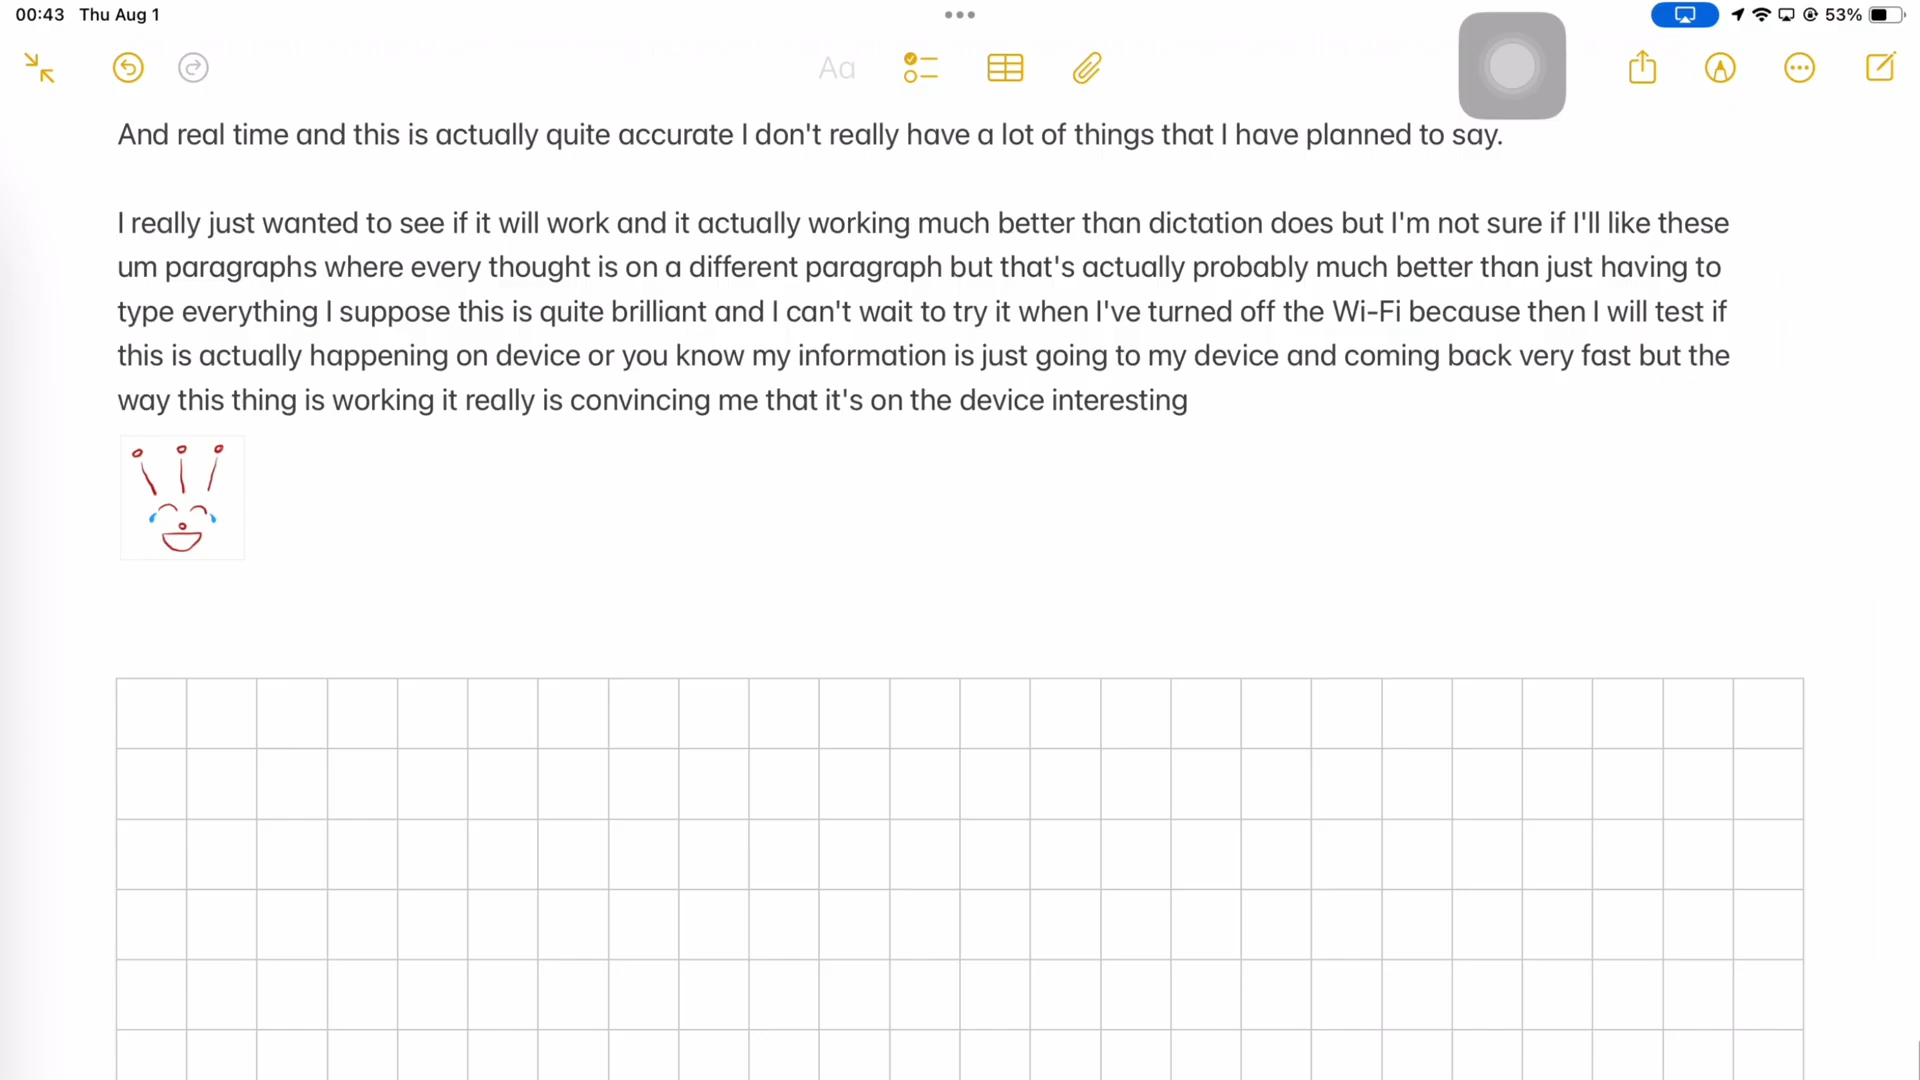 00:43 Thu Aug 1
53%
Aa
And real time and this is actually quite accurate I don't really have a lot of things that I have planned to say.
I really just wanted to see if it will work and it actually working much better than dictation does but I'm not sure if I'll like these
um paragraphs where every thought is on a different paragraph but that's actually probably much better than just having to
type everything I suppose this is quite brilliant and I can't wait to try it when I've turned off the Wi-Fi because then I will test if
this is actually happening on device or you know my information is just going to my device and coming back very fast but the
way this thing is working it really is convincing me that it's on the device interesting